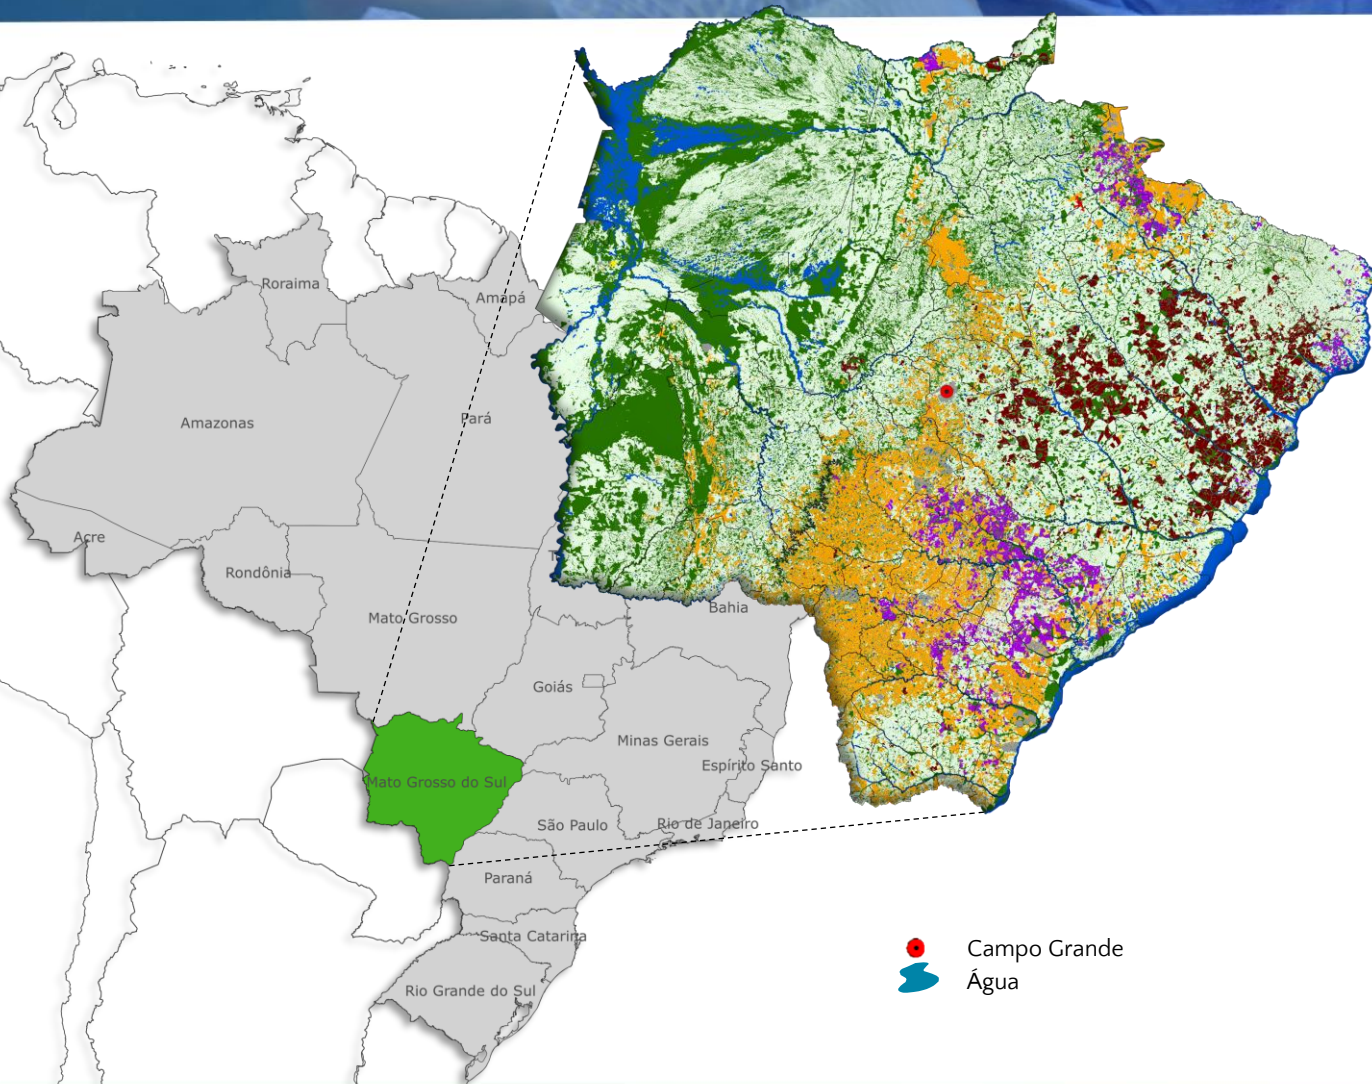 Roraima
Amapá
Amazonas
Pará
Acre
Rondônia
Mato Grosso
Bahia
Goiás
Minas Gerais
Espírito Santo
Mato Grosso do Sul
São Paulo
Rio de Janeiro
Paraná
Santa Catarina
Rio Grande do Sul
Campo Grande
Água